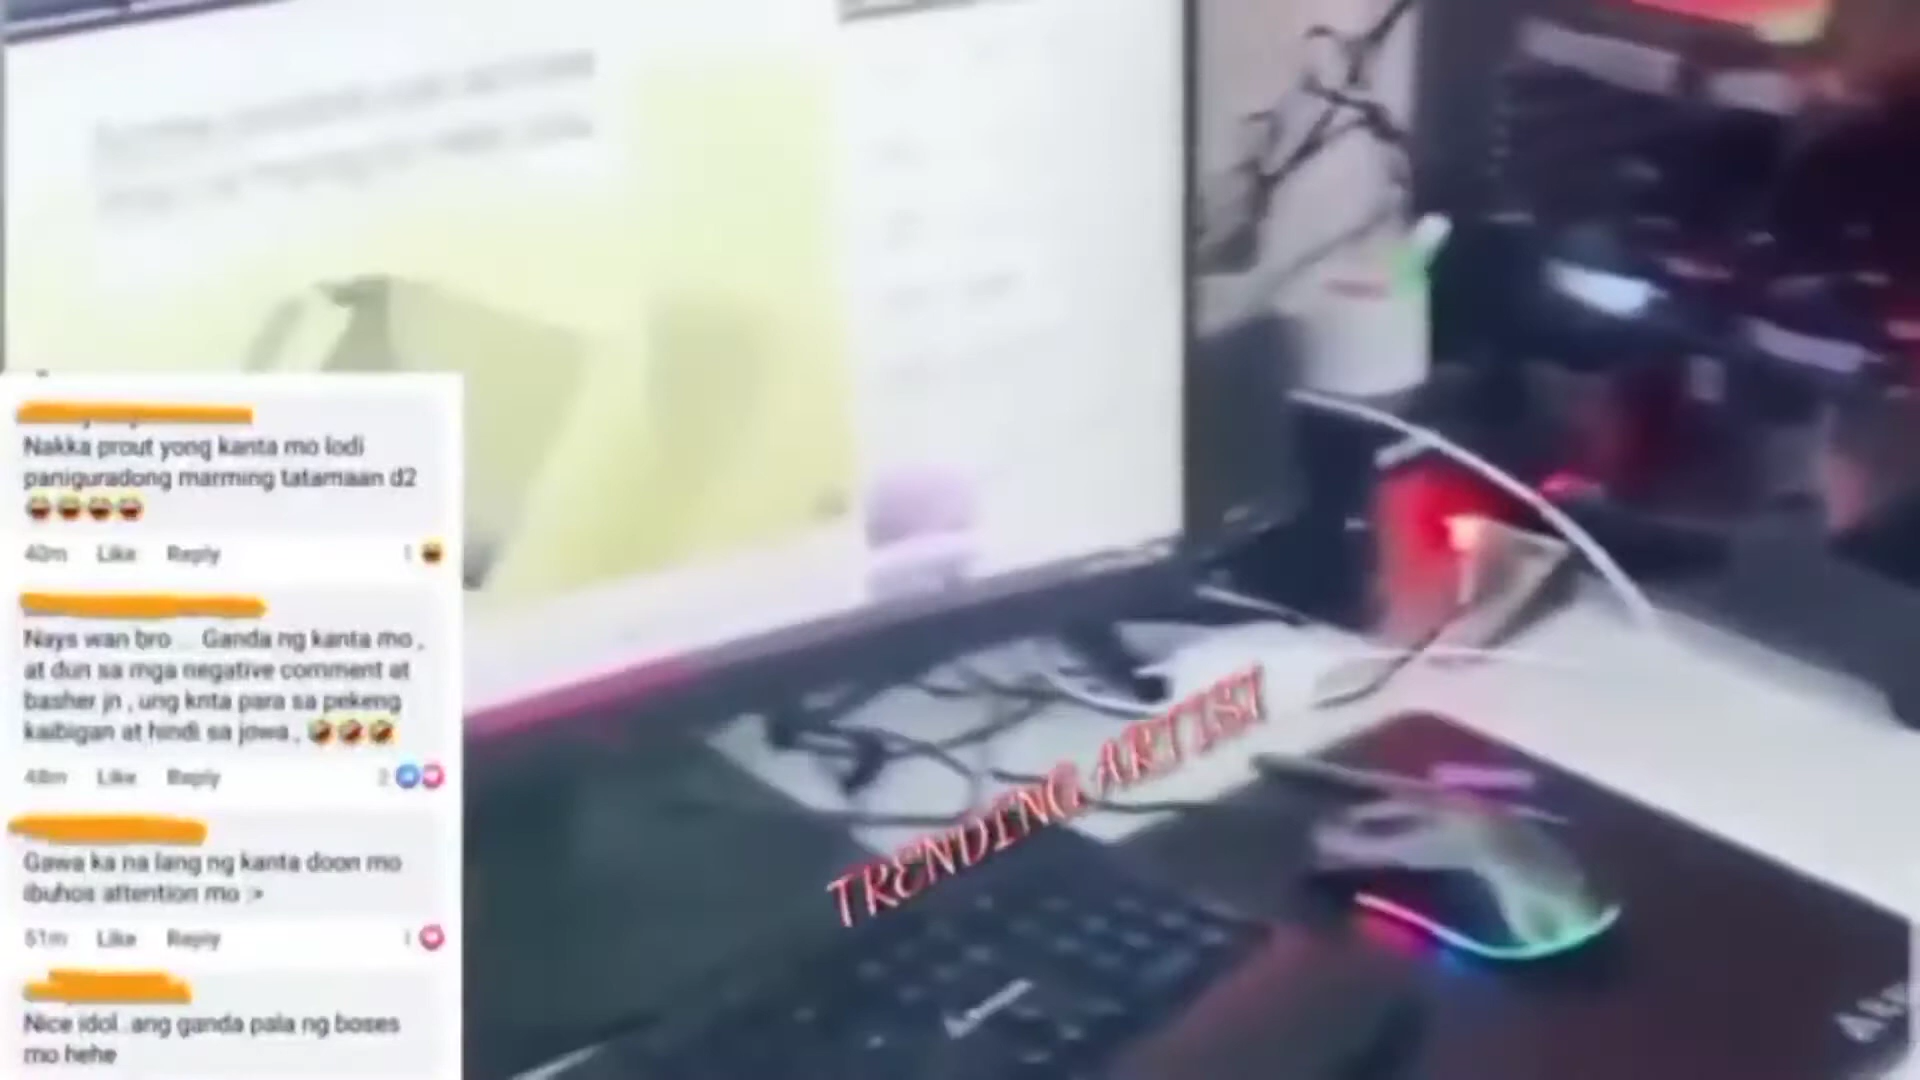 Nakka prout yong kanta mo lodi
paniguradong marming tatamaan d2
40m Like Reply 1
Nays wan bro ... Ganda ng kanta mo ,
at dun sa mga negative comment at
basher jn , ung knta para sa pekeng
kaibigan at hindi sa jowa ,
48m Like Reply 2
Gawa ka na lang ng kanta doon mo
ibuhos attention mo :>
51m Like Reply 1
Nice idol..ang ganda pala ng boses
mo hehe
TRENDING ARTIST